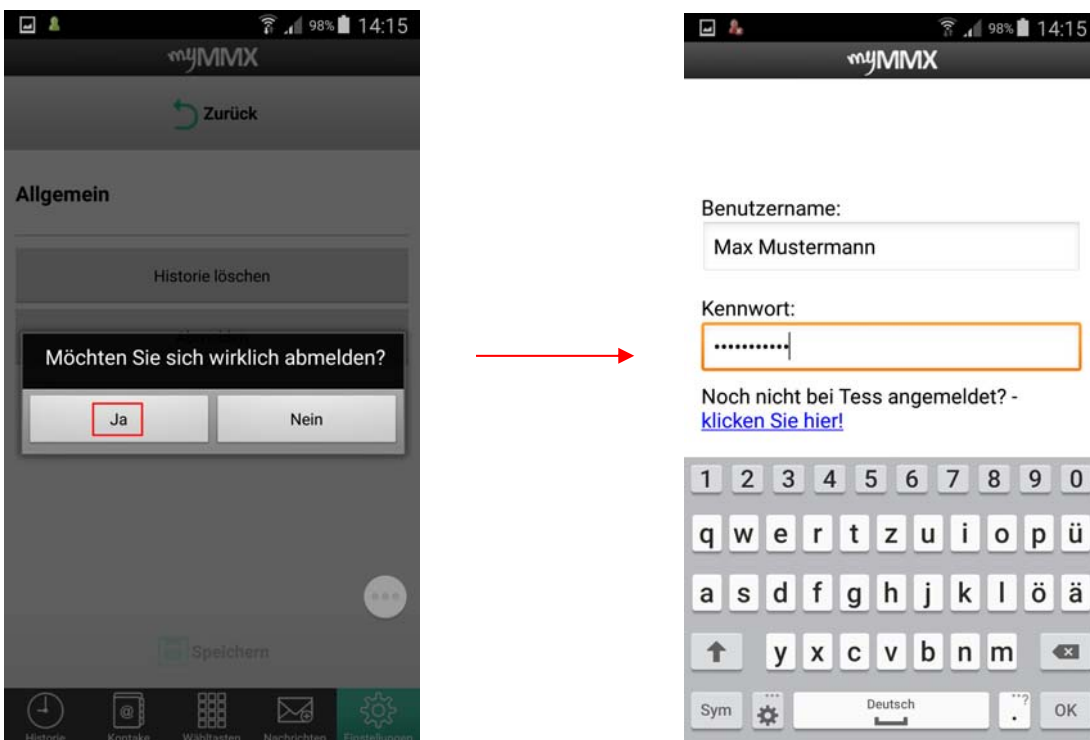 98% 14:15
myMMX
Zurück
Allgemein
Historie löschen
Abmelden
Möchten Sie sich wirklich abmelden?
Ja
Nein
Speichern
Historie
Kontake
Wähltasten
Nachrichten
Einstellungen
98% 14:15
myMMX
Benutzername:
Max Mustermann
Kennwort:
•••••••••••
Noch nicht bei Tess angemeldet? -
klicken Sie hier!
1 2 3 4 5 6 7 8 9 0
q w e r t z u i o p ü
a s d f g h j k l ö ä
y x c v b n m
Sym Deutsch . ...? OK